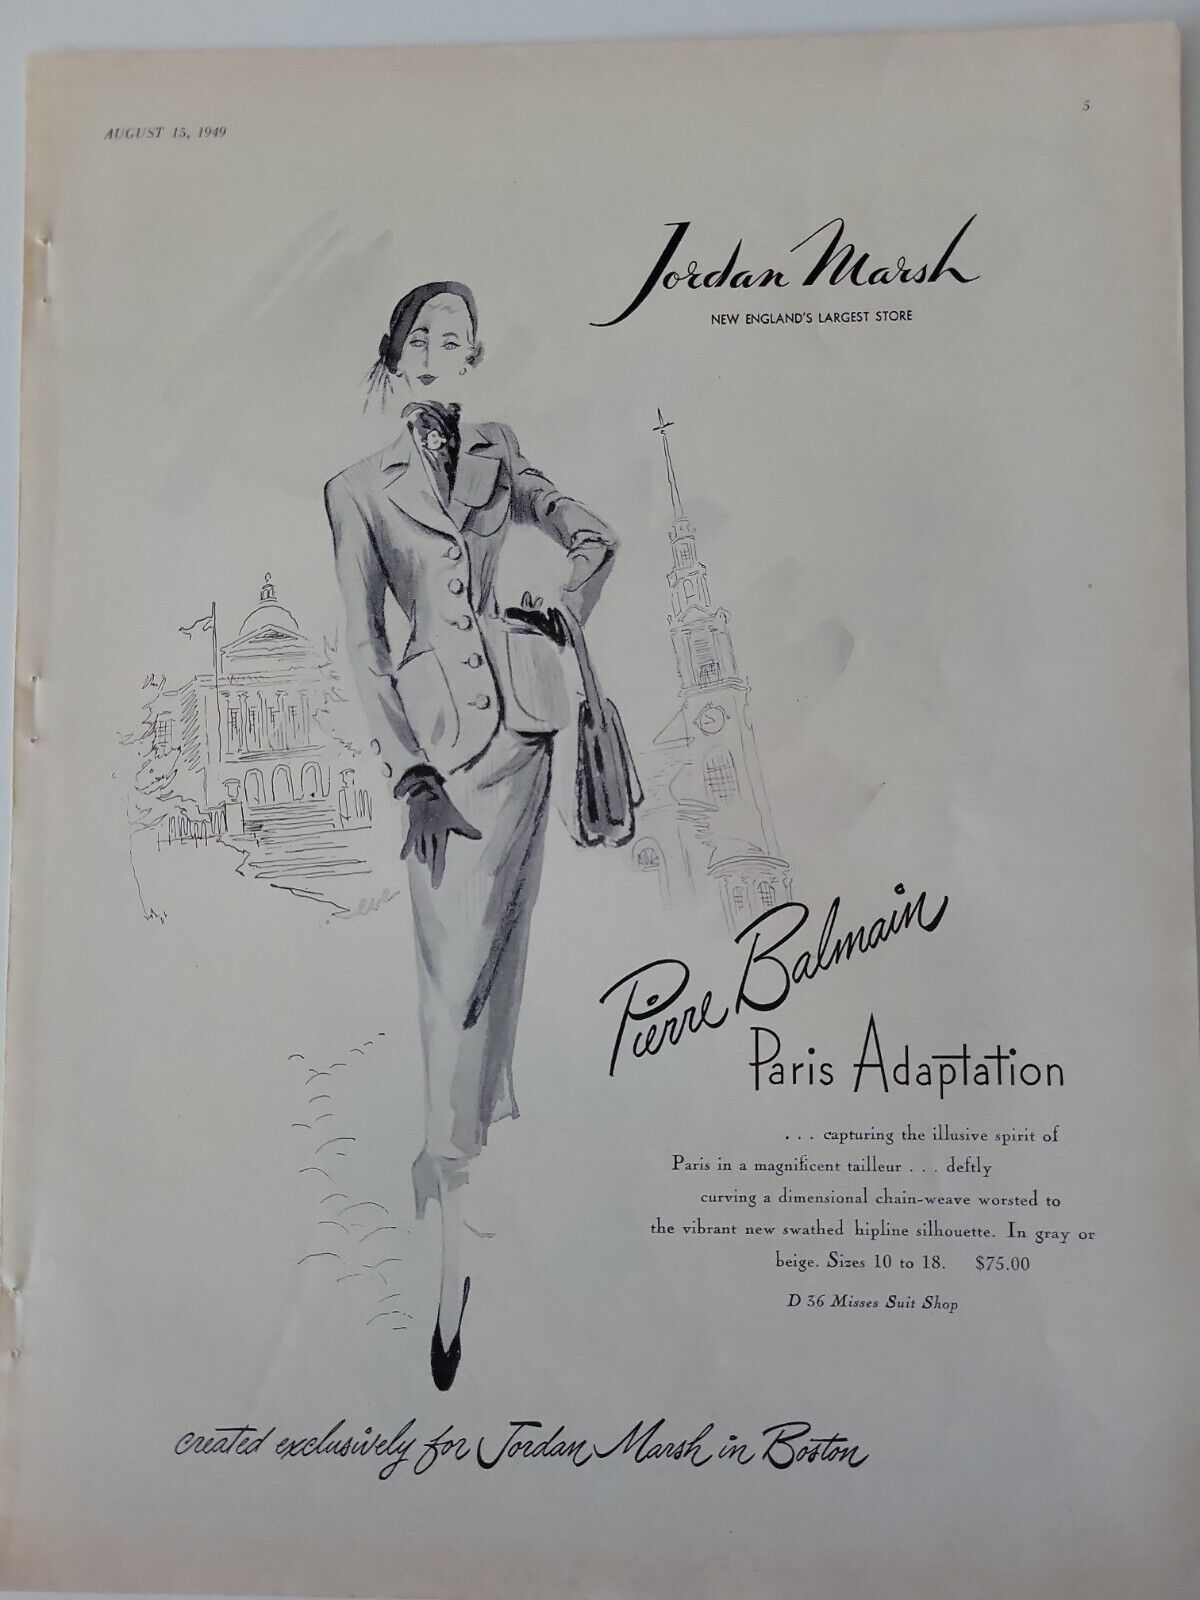 AUGUST 15, 1949
5
Jordan Marsh
NEW ENGLAND'S LARGEST STORE
eve
Pierre Balmain
Paris Adaptation
. . . capturing the illusive spirit of
Paris in a magnificent tailleur . . . deftly
curving a dimensional chain-weave worsted to
the vibrant new swathed hipline silhouette. In gray or
beige. Sizes 10 to 18. $75.00
D 36 Misses Suit Shop
created exclusively for Jordan Marsh in Boston